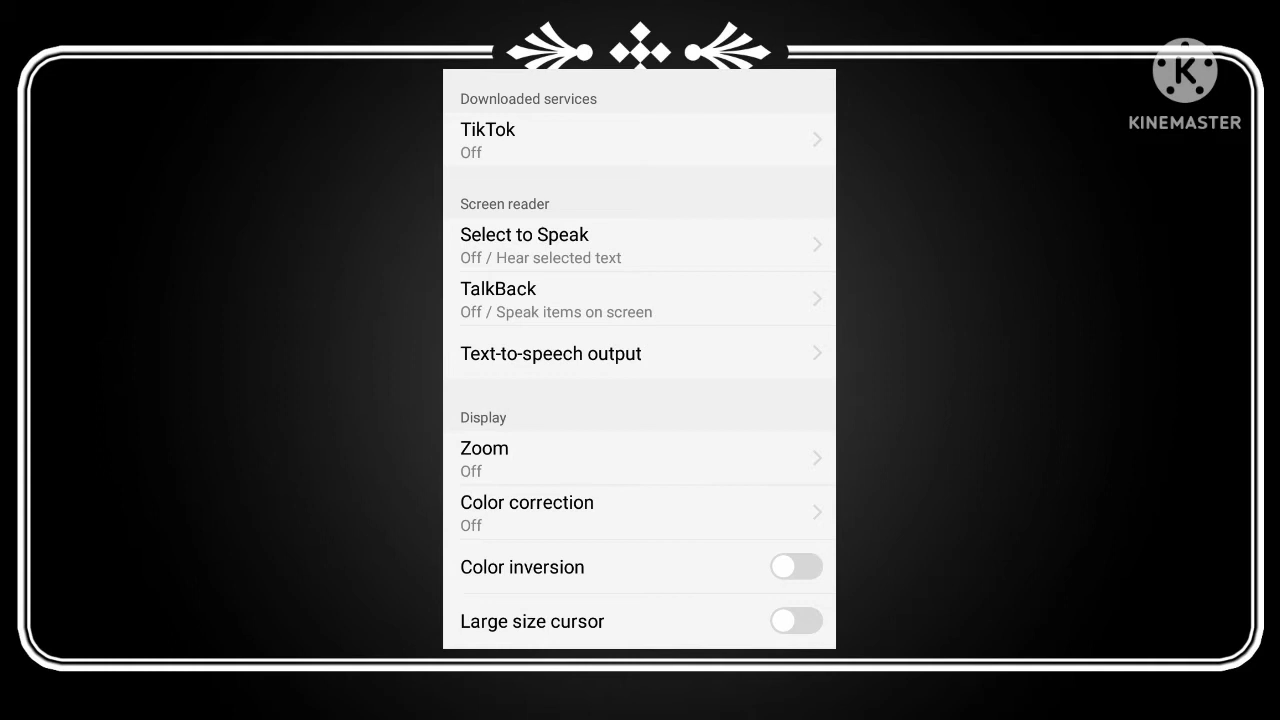 Downloaded services
TikTok
Off
Screen reader
Select to Speak
Off / Hear selected text
TalkBack
Off / Speak items on screen
Text-to-speech output
Display
Zoom
Off
Color correction
Off
Color inversion
Large size cursor
K
KINEMASTER